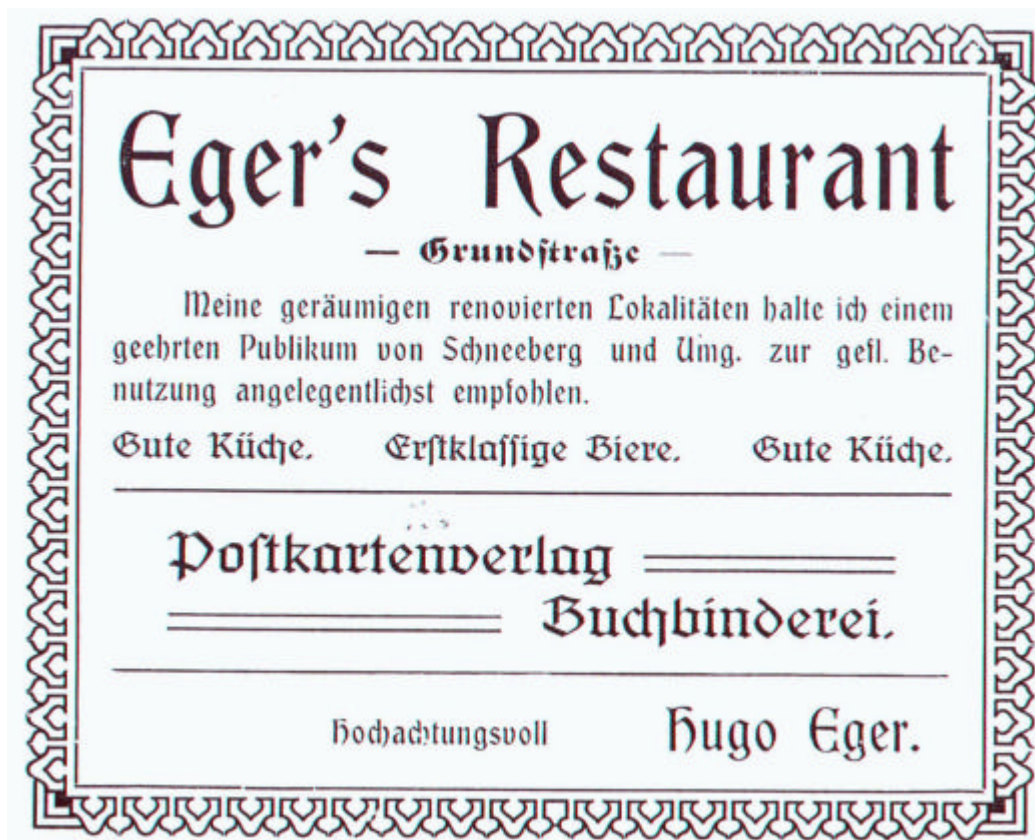 Eger's Restaurant
— Grundſtraße —
Meine geräumigen renovierten Lokalitäten halte ich einem
geehrten Publikum von Schneeberg und Umg. zur gefl. Be-
nutzung angelegentlichst empfohlen.
Gute Küche. Erſtklaſſige Biere. Gute Küche.
Poſtkartenverlag
Buchbinderei.
Hochachtungsvoll Hugo Eger.